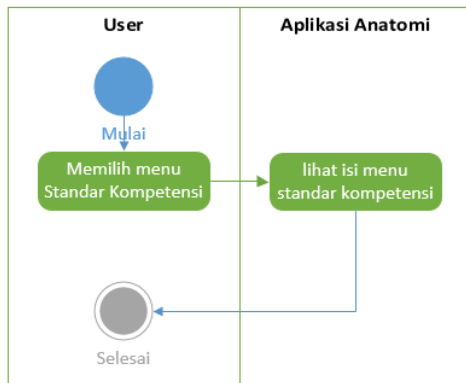 User
Aplikasi Anatomi
Mulai
Memilih menu
Standar Kompetensi
lihat isi menu
standar kompetensi
Selesai